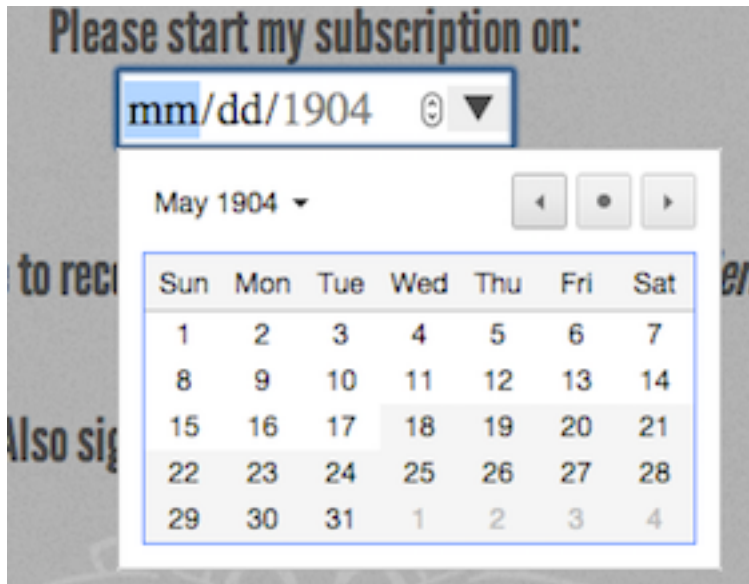 Please start my subscription on:
mm/dd/1904
May 1904
to
Sun Mon Tue Wed Thu Fri Sat
1 2 3 4 5 6 7
8 9 10 11 12 13 14
Also
15 16 17 18 19 20 21
22 23 24 25 26 27 28
29 30 31 1 2 3 4